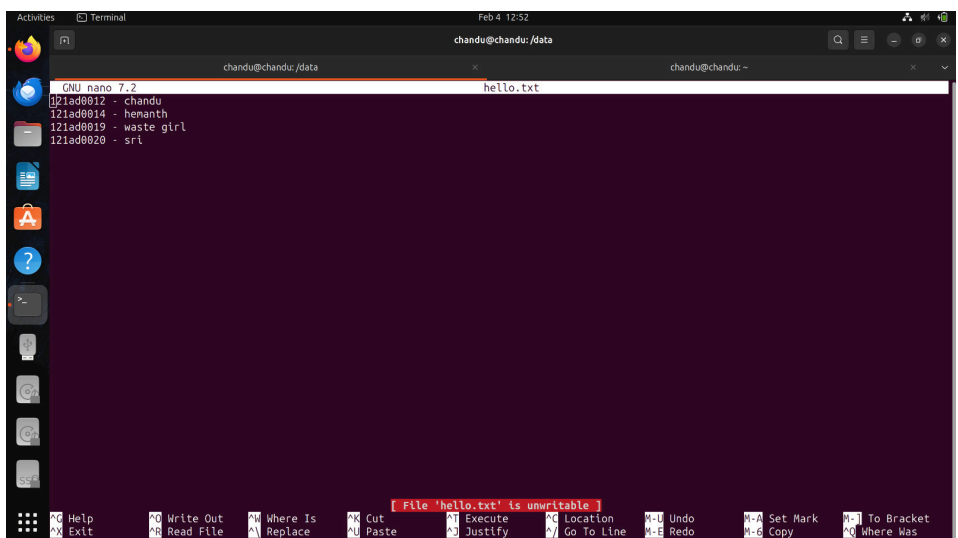 Activities Terminal Feb 4 12:52
chandu@chandu: /data
chandu@chandu: /data × chandu@chandu: ~ ×
GNU nano 7.2 hello.txt
121ad0012 - chandu
121ad0014 - hemanth
121ad0019 - waste girl
121ad0020 - sri
[ File 'hello.txt' is unwritable ]
^G Help ^O Write Out ^W Where Is ^K Cut ^T Execute ^C Location M-U Undo M-A Set Mark M-] To Bracket
^X Exit ^R Read File ^\ Replace ^U Paste ^J Justify ^/ Go To Line M-E Redo M-6 Copy ^Q Where Was